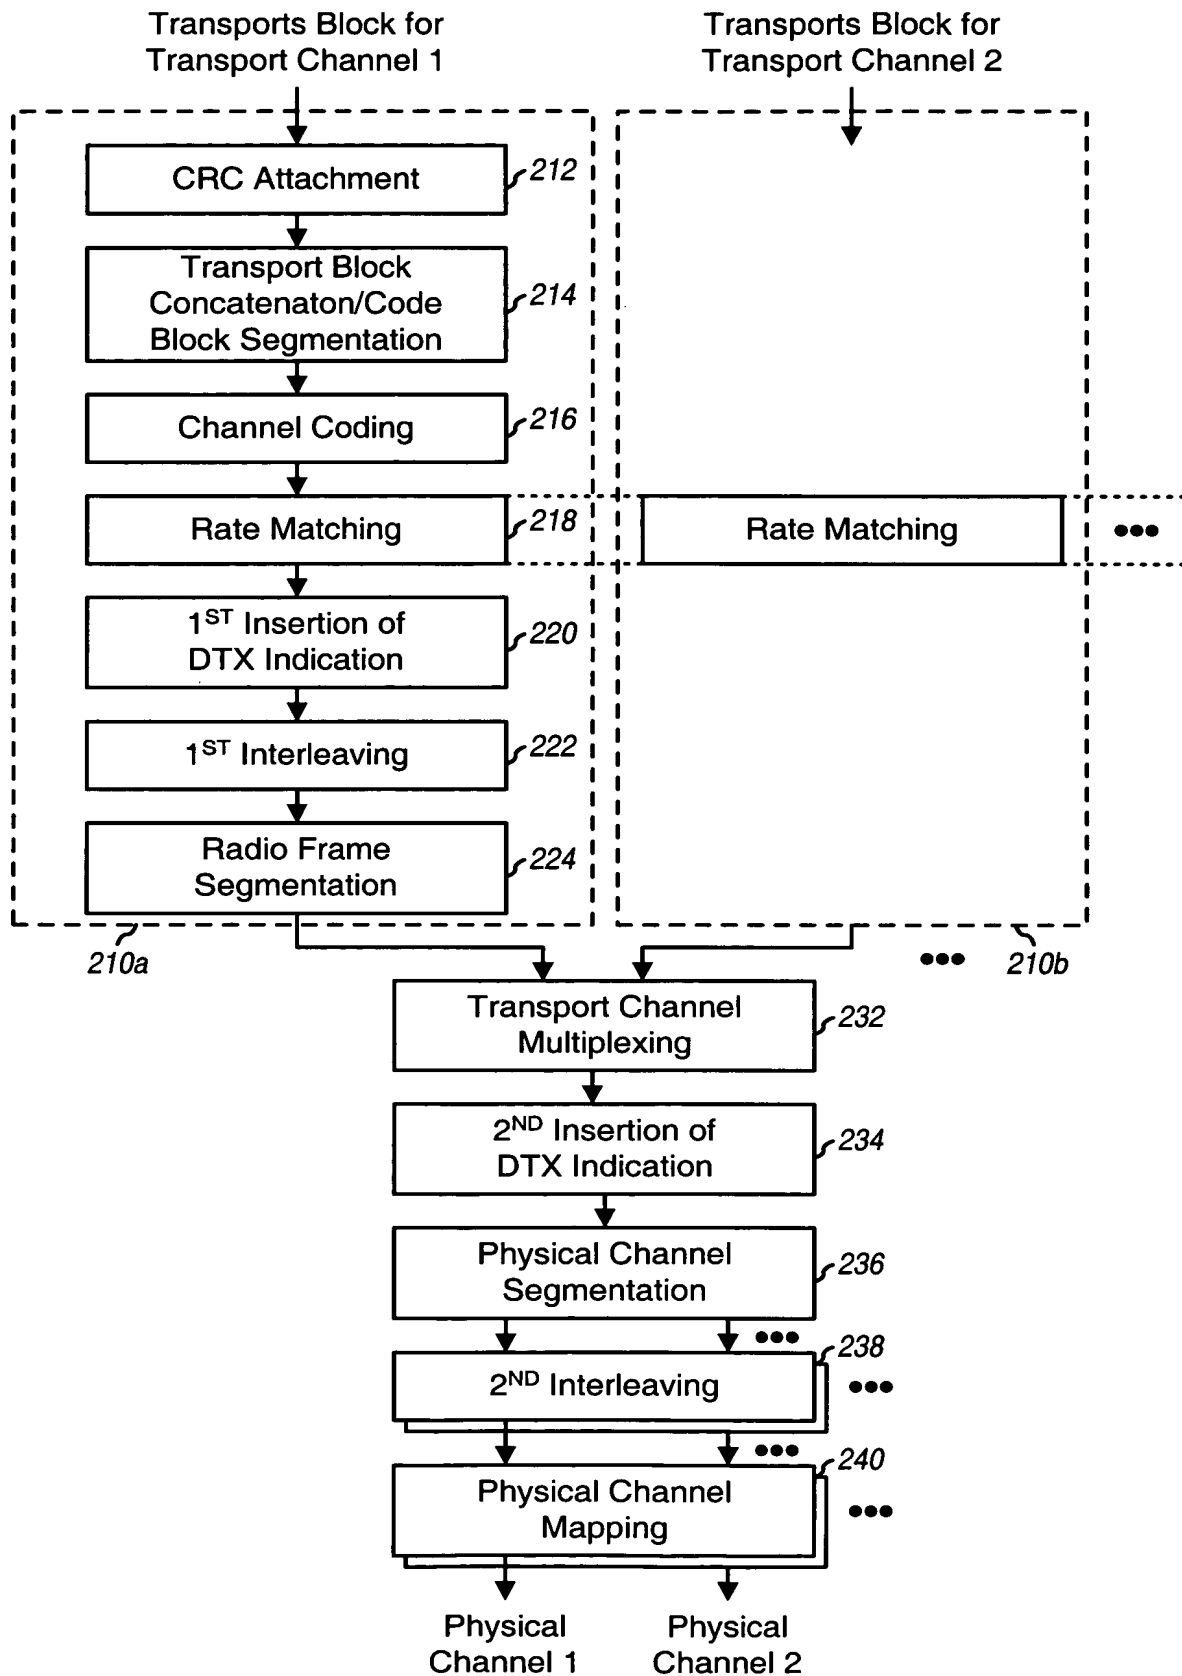 Transports Block for
Transport Channel 1
Transports Block for
Transport Channel 2
CRC Attachment
212
Transport Block
Concatenaton/Code
Block Segmentation
214
Channel Coding
216
Rate Matching
218
Rate Matching
1ST Insertion of
DTX Indication
220
1ST Interleaving
222
Radio Frame
Segmentation
224
210a
210b
Transport Channel
Multiplexing
232
2ND Insertion of
DTX Indication
234
Physical Channel
Segmentation
236
2ND Interleaving
238
Physical Channel
Mapping
240
Physical
Channel 1
Physical
Channel 2